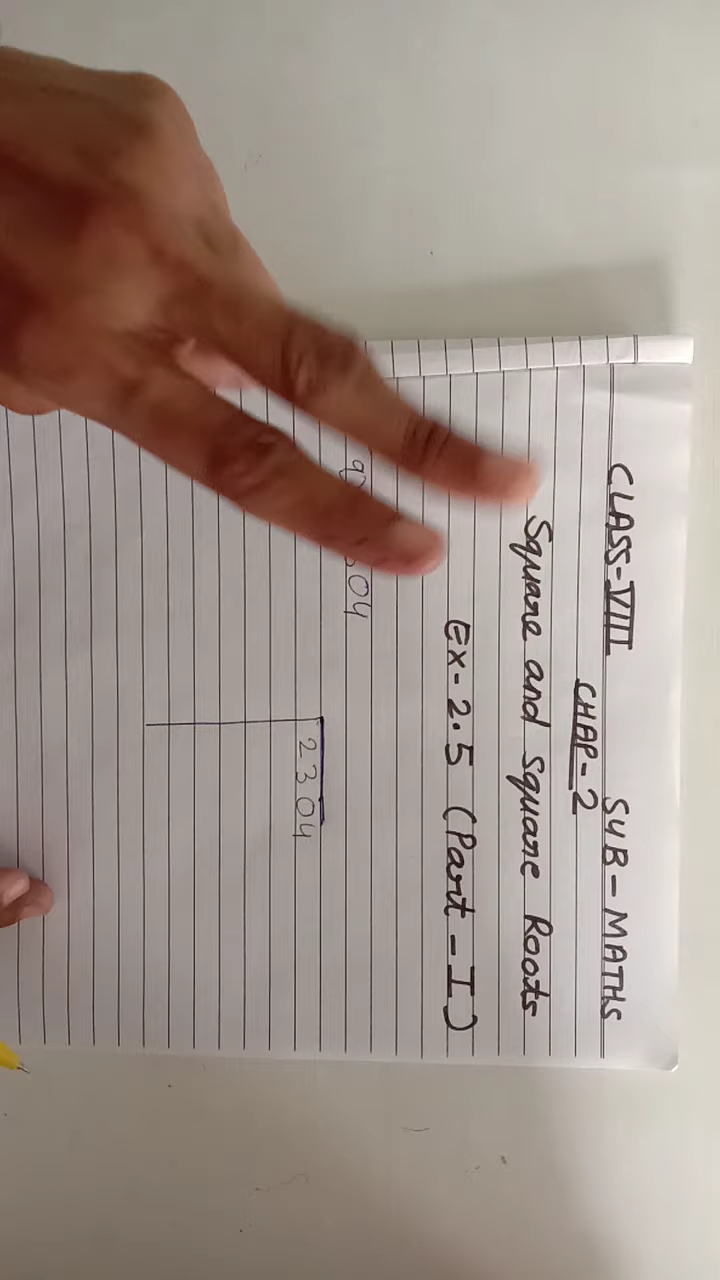 CLASS-VIII SUB-MATHS
CHAP-2
Square and Square Roots
Ex-2.5 (Part-I)
2304